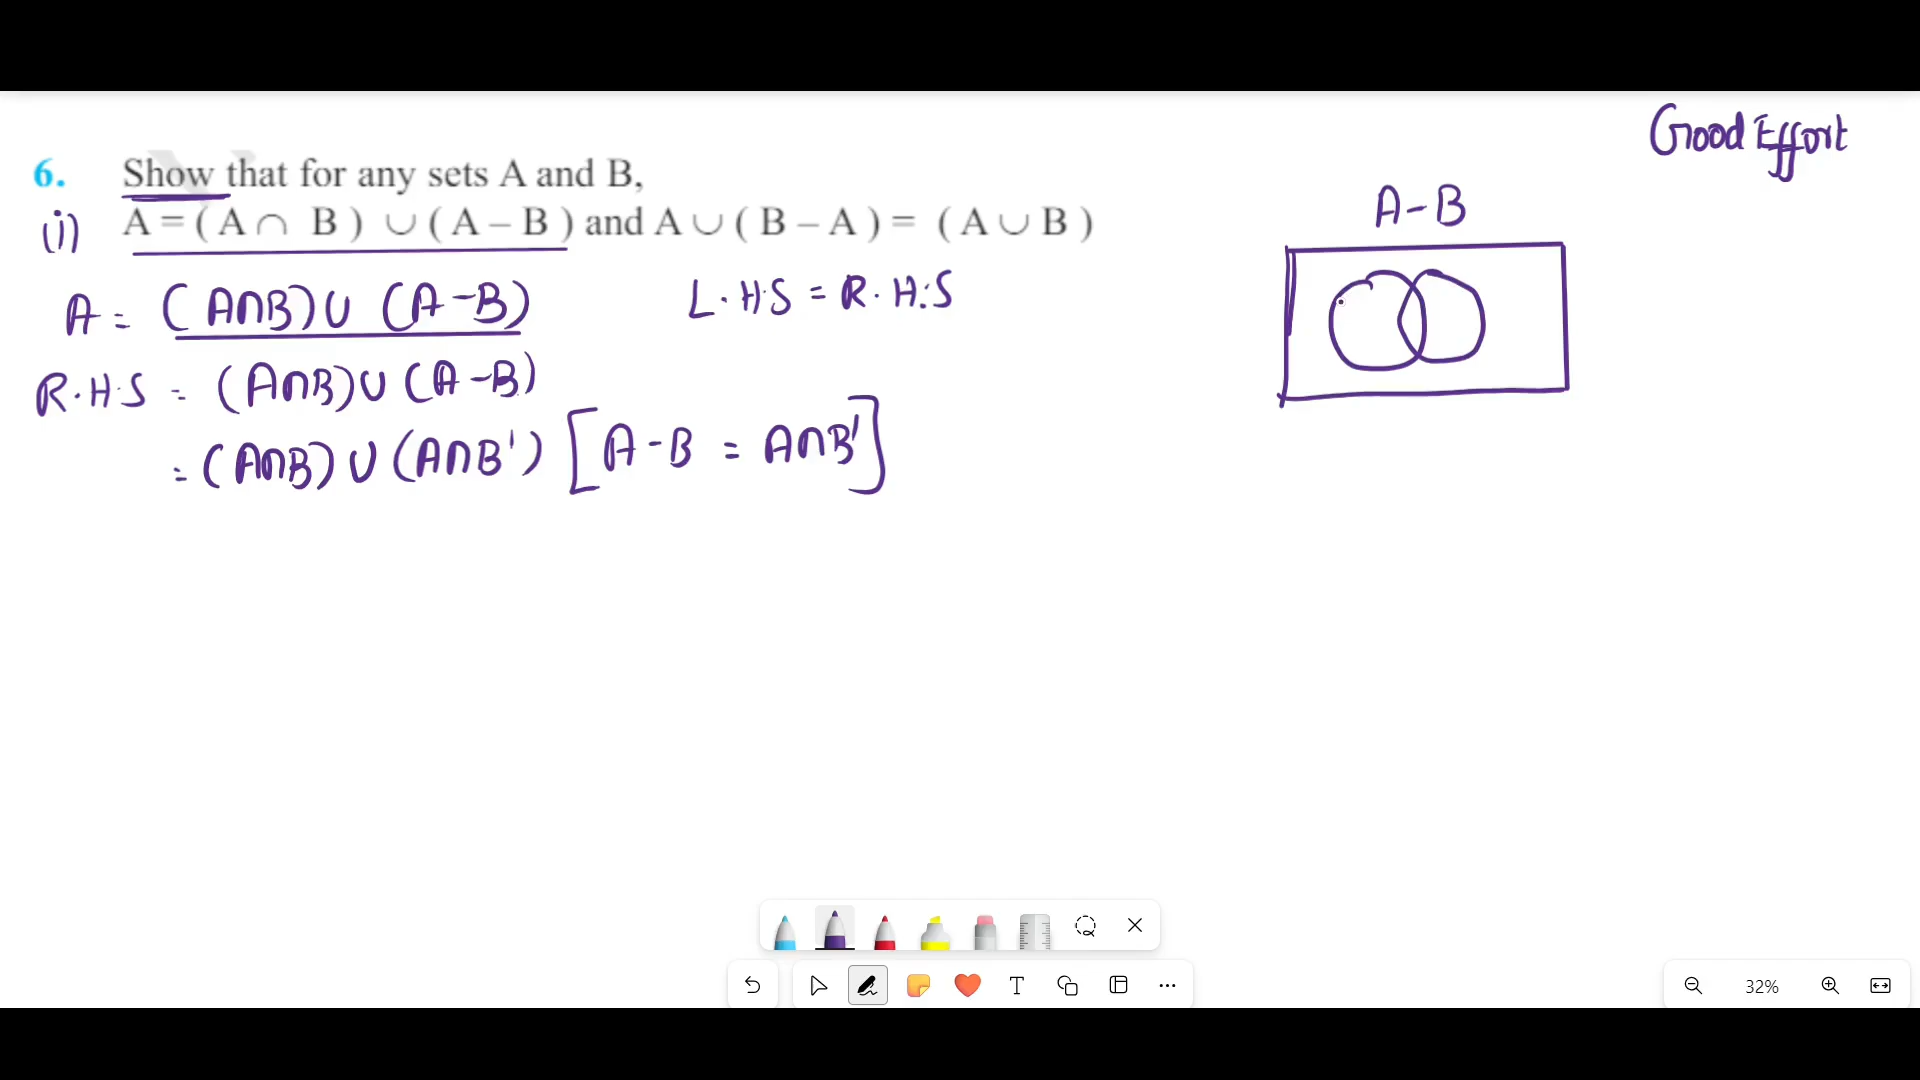 Good Effort
6. Show that for any sets A and B,
(i) A = ( A ∩ B ) ∪ ( A – B ) and A ∪ ( B – A ) = ( A ∪ B )
A-B
A = (A∩B)∪ (A-B)
L.H.S = R.H.S
R.H.S = (A∩B)∪ (A-B)
= (A∩B) ∪ (A∩B') [A-B = A∩B']
32%